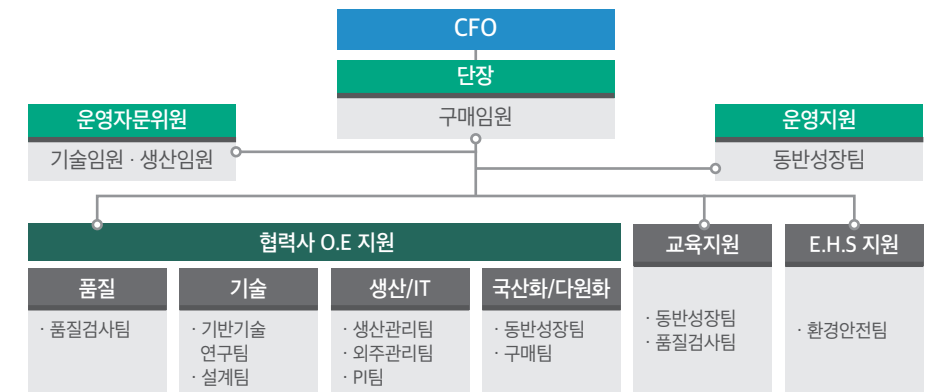 CFO
단장
구매임원
운영자문위원
기술임원 · 생산임원
운영지원
동반성장팀
협력사 O.E 지원
품질
· 품질검사팀
기술
· 기반기술
연구팀
· 설계팀
생산/IT
· 생산관리팀
· 외주관리팀
· PI팀
국산화/다원화
· 동반성장팀
· 구매팀
교육지원
· 동반성장팀
· 품질검사팀
E.H.S 지원
· 환경안전팀